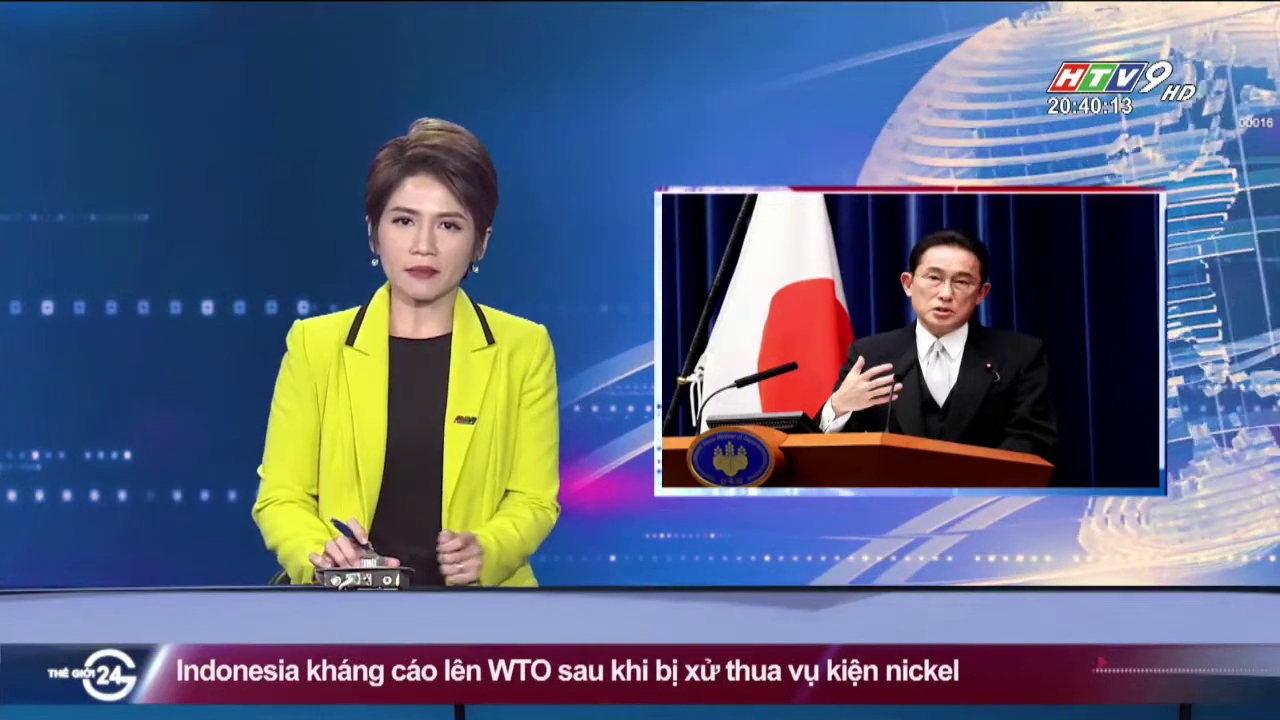 HTV9 HD
20:40:13
00016
THẾ GIỚI 24G
Indonesia kháng cáo lên WTO sau khi bị xử thua vụ kiện nickel